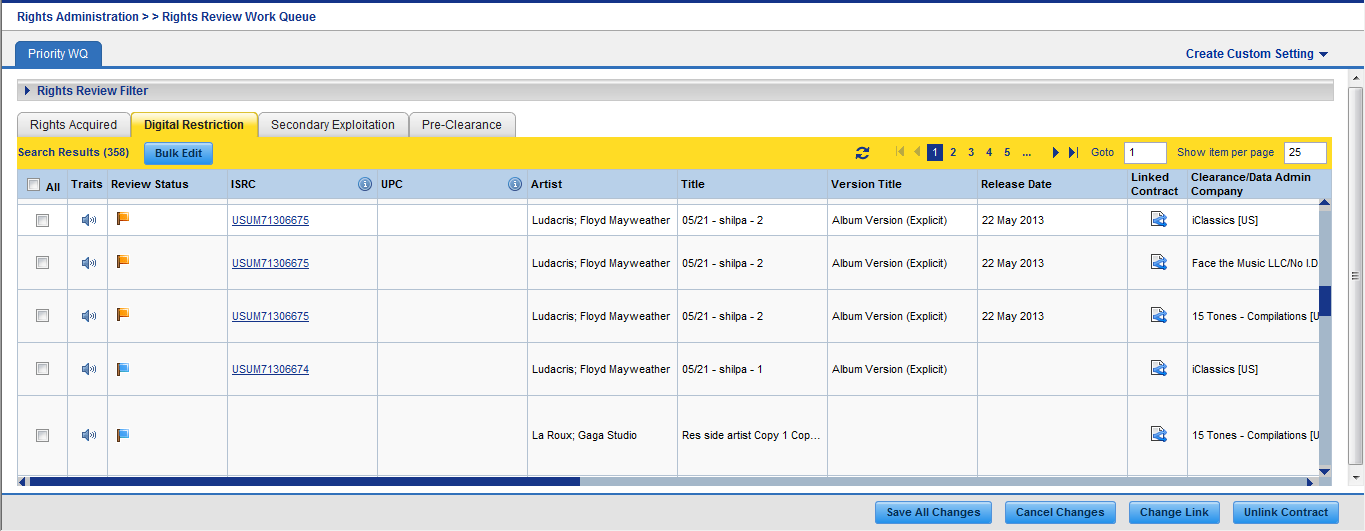 Rights Administration > > Rights Review Work Queue
Priority WQ
Create Custom Setting
Rights Review Filter
Rights Acquired Digital Restriction Secondary Exploitation Pre-Clearance
Search Results (358) Bulk Edit 1 2 3 4 5 ... Goto 1 Show item per page 25
All Traits Review Status ISRC UPC Artist Title Version Title Release Date Linked Contract Clearance/Data Admin Company
USUM71306675 Ludacris; Floyd Mayweather 05/21 - shilpa - 2 Album Version (Explicit) 22 May 2013 iClassics [US]
USUM71306675 Ludacris; Floyd Mayweather 05/21 - shilpa - 2 Album Version (Explicit) 22 May 2013 Face the Music LLC/No I.D
USUM71306675 Ludacris; Floyd Mayweather 05/21 - shilpa - 2 Album Version (Explicit) 22 May 2013 15 Tones - Compilations [U
USUM71306674 Ludacris; Floyd Mayweather 05/21 - shilpa - 1 Album Version (Explicit) iClassics [US]
La Roux; Gaga Studio Res side artist Copy 1 Cop... 15 Tones - Compilations [U
Save All Changes Cancel Changes Change Link Unlink Contract